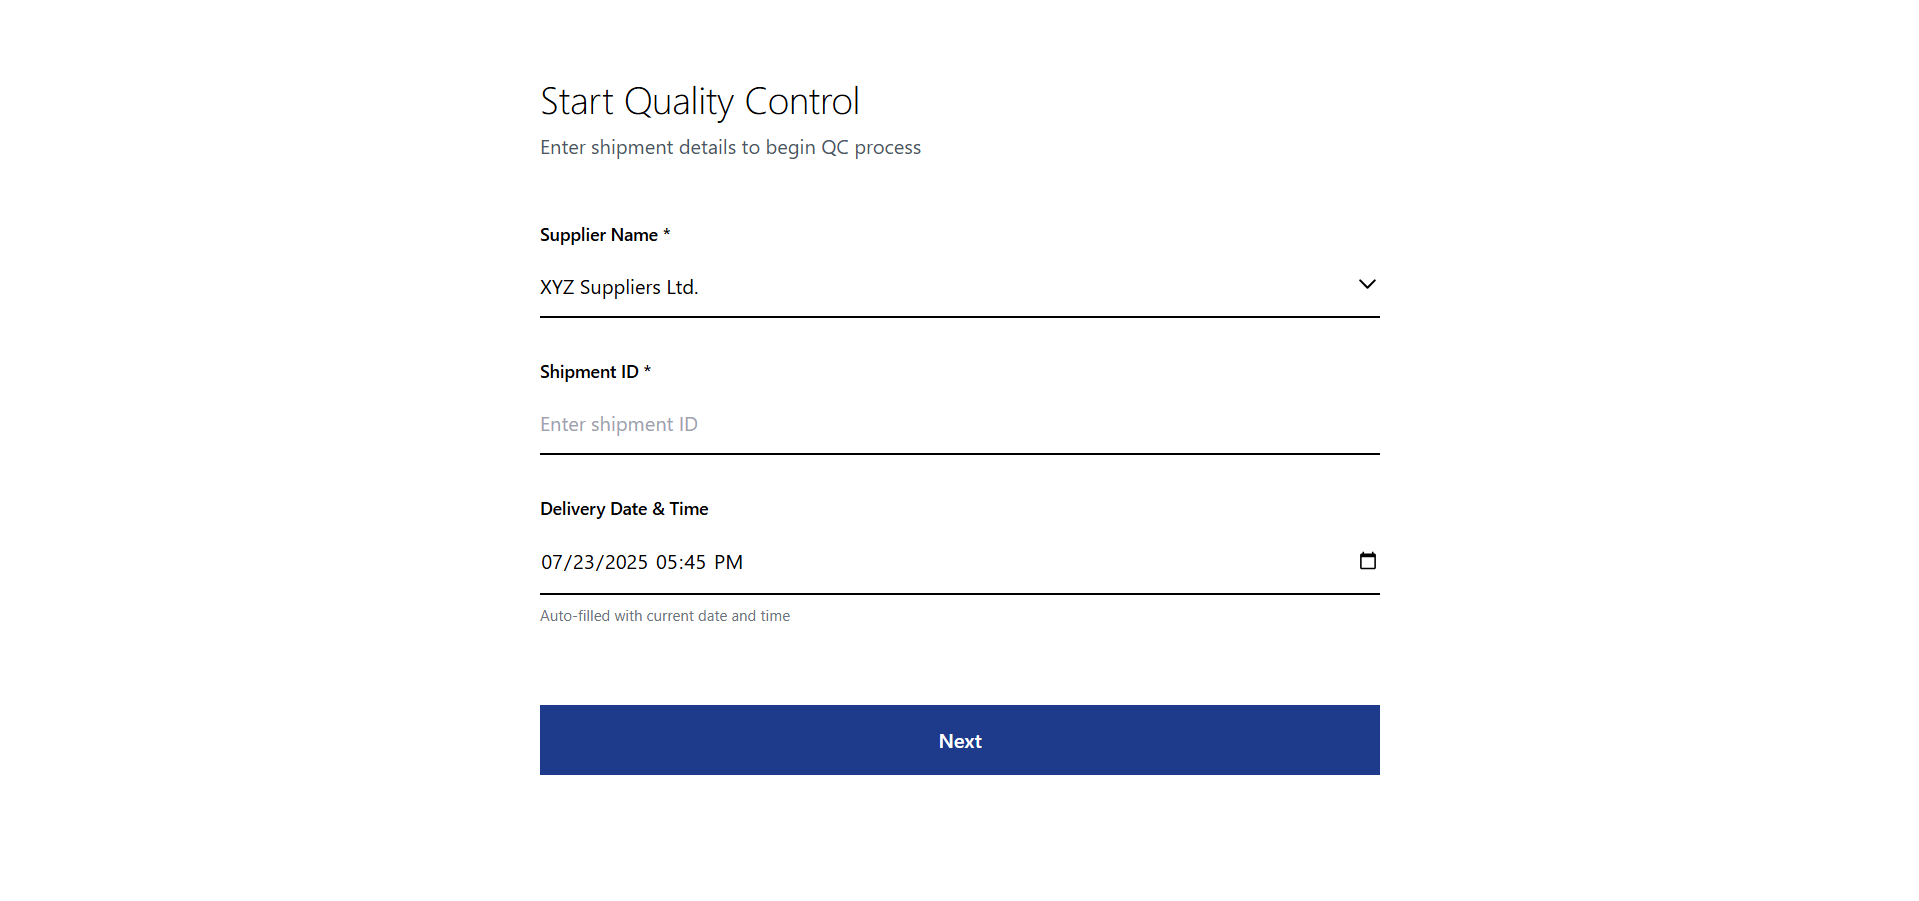 Start Quality Control
Enter shipment details to begin QC process
Supplier Name *
XYZ Suppliers Ltd.
Shipment ID *
Enter shipment ID
Delivery Date & Time
07/23/2025 05:45 PM
Auto-filled with current date and time
Next